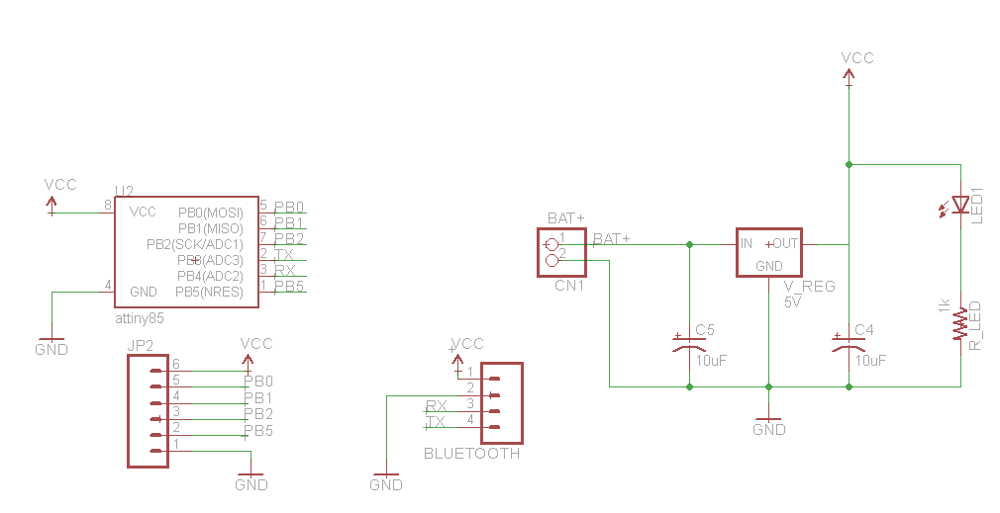 VCC
VCC
U2
8
VCC
PB0(MOSI)
5
PB0
PB1(MISO)
6
PB1
PB2(SCK/ADC1)
7
PB2
PB3(ADC3)
2
TX
PB4(ADC2)
3
RX
4
GND
PB5(NRES)
1
PB5
attiny85
GND
BAT+
1
BAT+
2
CN1
IN
OUT
GND
V_REG
5V
LED1
1k
R_LED
C5
10uF
C4
10uF
GND
JP2
VCC
6
5
PB0
4
PB1
3
PB2
2
PB5
1
GND
VCC
1
2
RX
3
TX
4
BLUETOOTH
GND